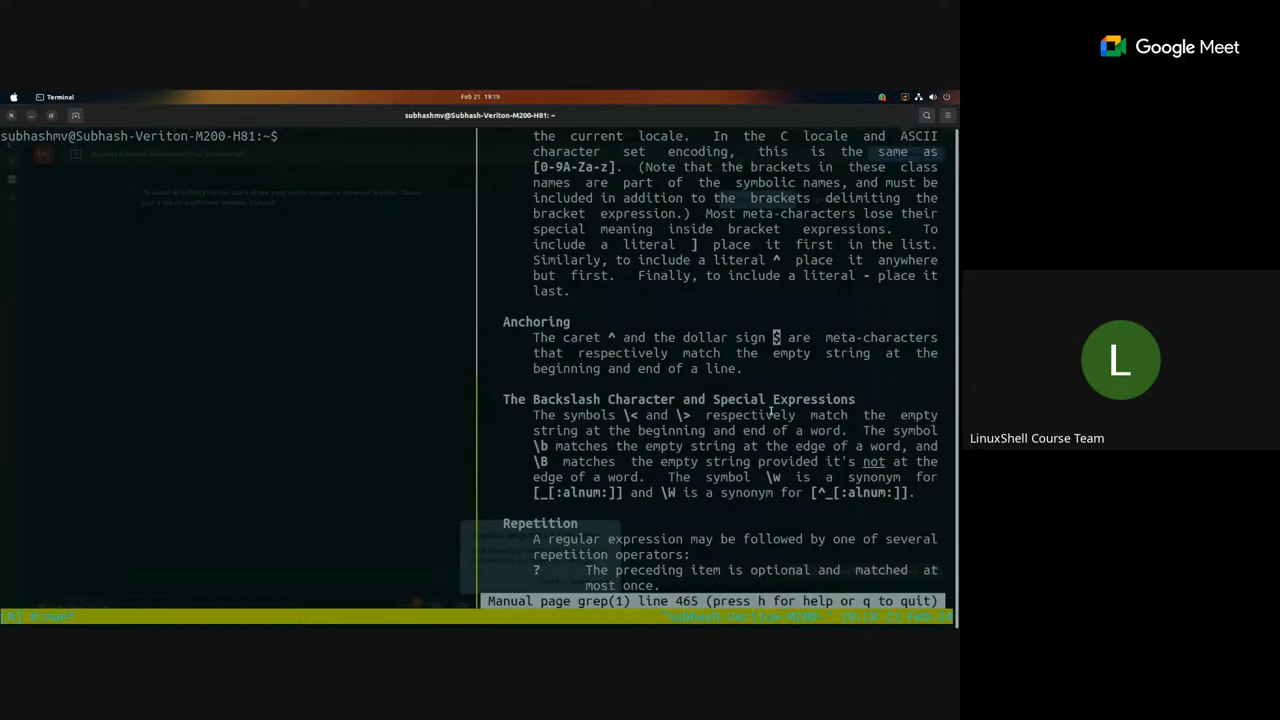 Google Meet
Terminal
Feb 21 19:19
subhashmv@Subhash-Veriton-M200-H81: ~
subhashmv@Subhash-Veriton-M200-H81:~$
the current locale. In the C locale and ASCII
character set encoding, this is the same as
[0-9A-Za-z]. (Note that the brackets in these class
names are part of the symbolic names, and must be
included in addition to the brackets delimiting the
bracket expression.) Most meta-characters lose their
special meaning inside bracket expressions. To
include a literal ] place it first in the list.
Similarly, to include a literal ^ place it anywhere
but first. Finally, to include a literal - place it
last.
Anchoring
The caret ^ and the dollar sign $ are meta-characters
that respectively match the empty string at the
beginning and end of a line.
The Backslash Character and Special Expressions
The symbols \< and \> respectively match the empty
string at the beginning and end of a word. The symbol
\b matches the empty string at the edge of a word, and
\B matches the empty string provided it's not at the
edge of a word. The symbol \w is a synonym for
[_[:alnum:]] and \W is a synonym for [^_[:alnum:]].
Repetition
A regular expression may be followed by one of several
repetition operators:
? The preceding item is optional and matched at
most once.
Manual page grep(1) line 465 (press h for help or q to quit)
L
LinuxShell Course Team